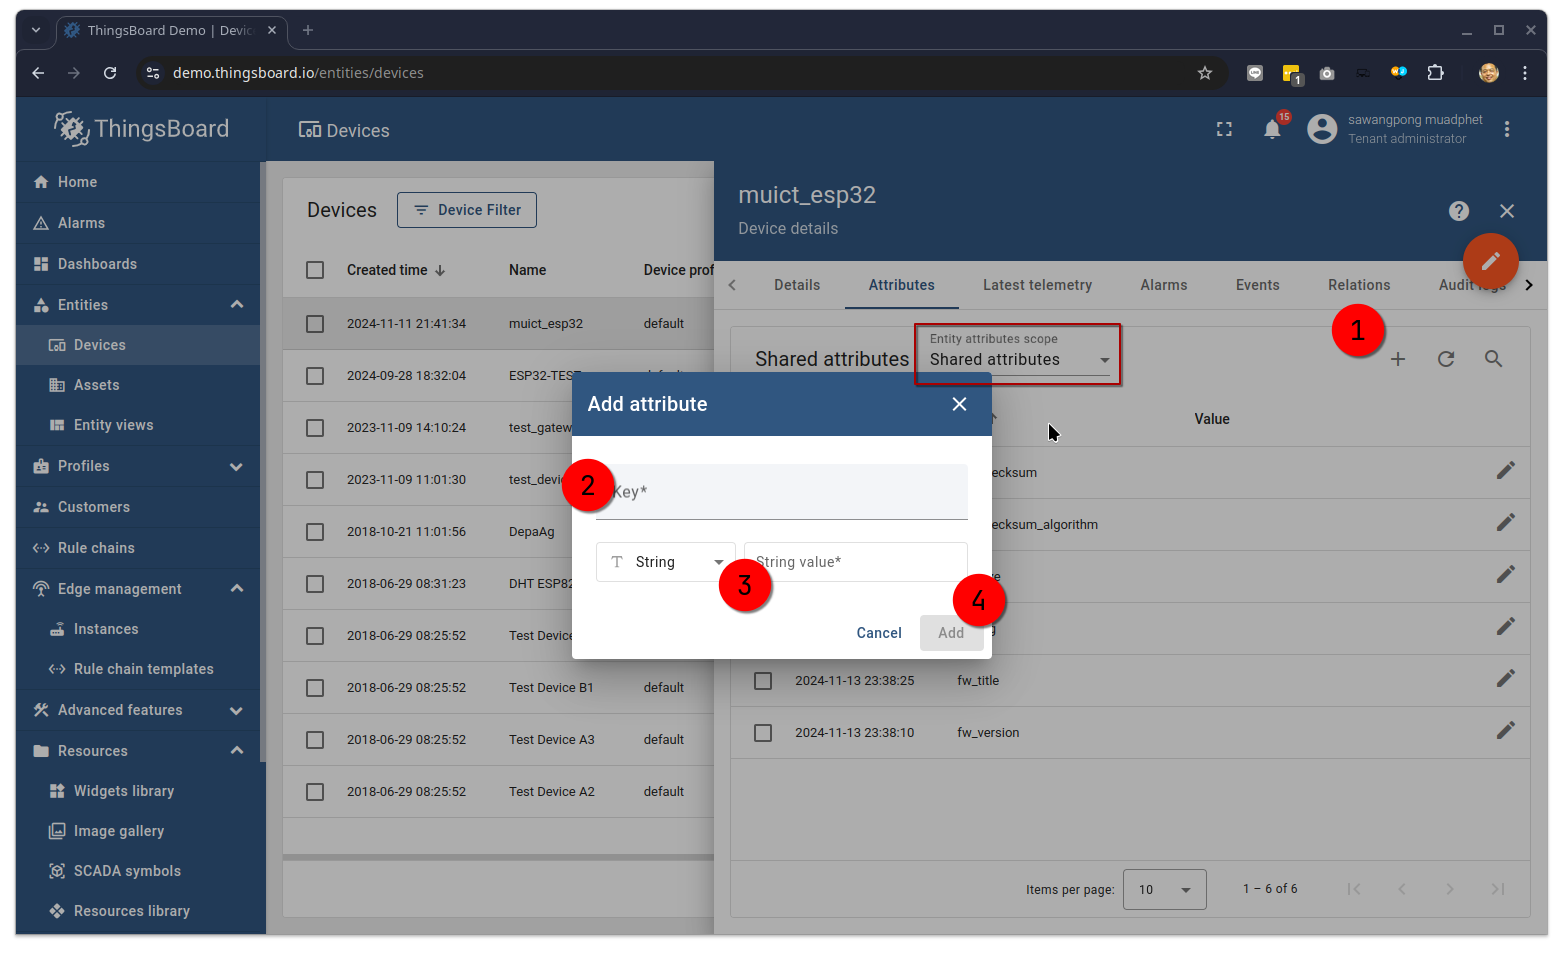 ThingsBoard Demo | Devic
demo.thingsboard.io/entities/devices
1
ThingsBoard
Devices
15
sawangpong muadphet
Tenant administrator
Home
Alarms
Dashboards
Entities
Devices
Assets
Entity views
Profiles
Customers
Rule chains
Edge management
Instances
Rule chain templates
Advanced features
Resources
Widgets library
Image gallery
SCADA symbols
Resources library
Devices
Device Filter
Created time Name Device prof
2024-11-11 21:41:34 muict_esp32 default
2024-09-28 18:32:04 ESP32-TEST
2023-11-09 14:10:24 test_gatew
2023-11-09 11:01:30 test_devi
2018-10-21 11:01:56 DepaAg
2018-06-29 08:31:23 DHT ESP82
2018-06-29 08:25:52 Test Device
2018-06-29 08:25:52 Test Device B1 default
2018-06-29 08:25:52 Test Device A3 default
2018-06-29 08:25:52 Test Device A2 default
muict_esp32
Device details
Details Attributes Latest telemetry Alarms Events Relations Audit logs
1
Shared attributes
Entity attributes scope
Shared attributes
Value
ecksum
ecksum_algorithm
e
g
2024-11-13 23:38:25 fw_title
2024-11-13 23:38:10 fw_version
Items per page: 10 1 – 6 of 6
Add attribute
2
Key*
String
String value*
3
4
Cancel
Add